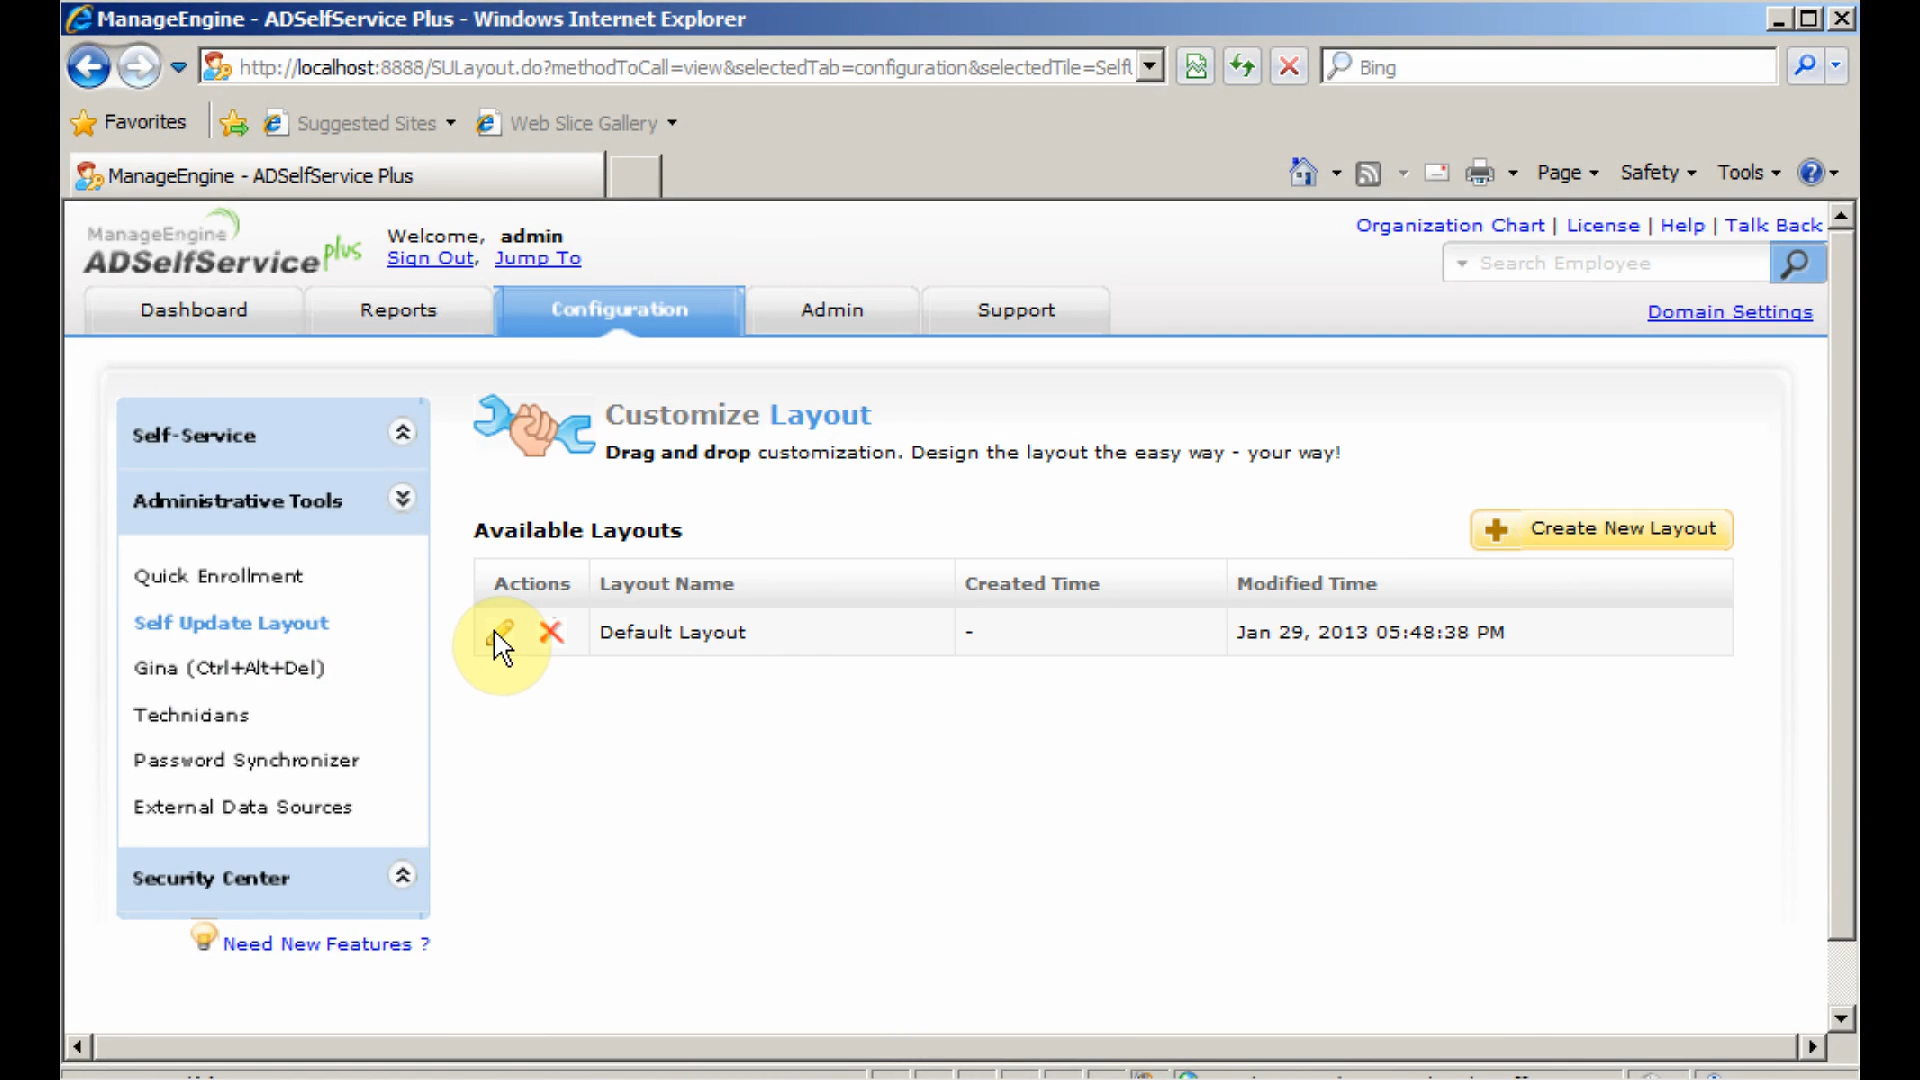 ManageEngine - ADSelfService Plus - Windows Internet Explorer
http://localhost:8888/SULayout.do?methodToCall=view&selectedTab=configuration&selectedTile=Self
Bing
Favorites
Suggested Sites
Web Slice Gallery
ManageEngine - ADSelfService Plus
Page
Safety
Tools
ManageEngine
ADSelfService plus
Welcome, admin
Sign Out, Jump To
Organization Chart | License | Help | Talk Back
Search Employee
Dashboard
Reports
Configuration
Admin
Support
Domain Settings
Self-Service
Administrative Tools
Quick Enrollment
Self Update Layout
Gina (Ctrl+Alt+Del)
Technicians
Password Synchronizer
External Data Sources
Security Center
Need New Features ?
Customize Layout
Drag and drop customization. Design the layout the easy way - your way!
Available Layouts
Create New Layout
Actions Layout Name Created Time Modified Time
Default Layout - Jan 29, 2013 05:48:38 PM